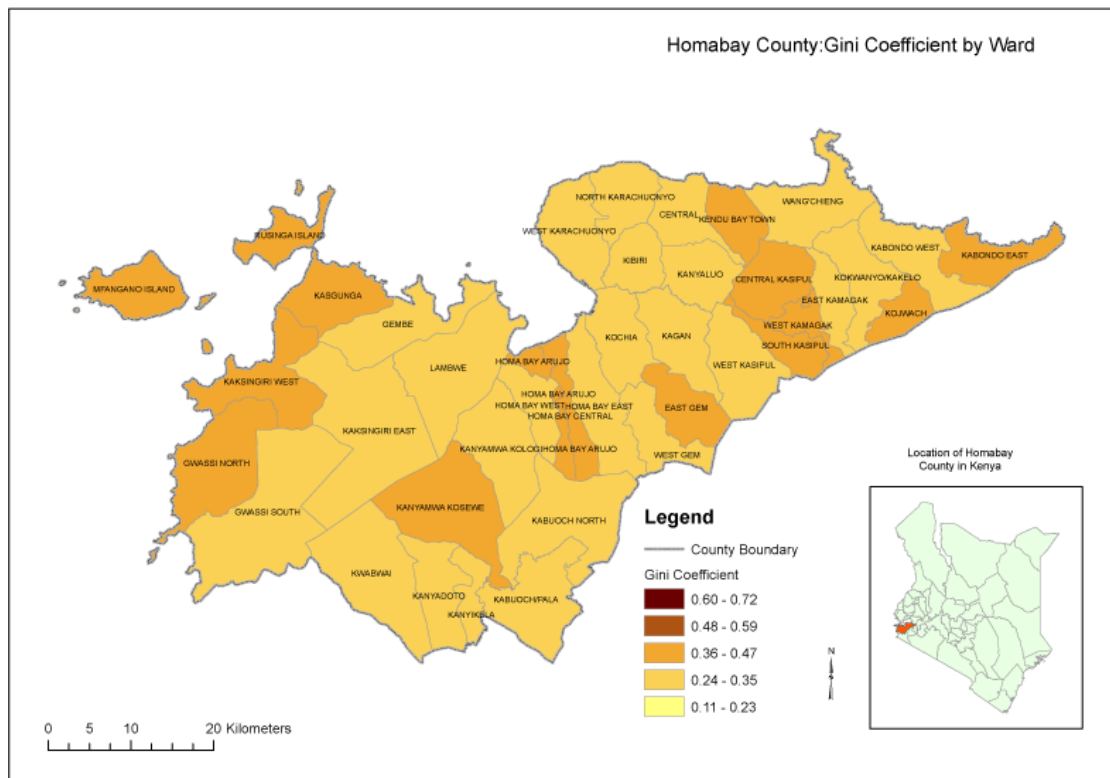 Homabay County:Gini Coefficient by Ward
NORTH KARACHUONYO
WANG'CHIENG
CENTRAL
KENDU BAY TOWN
WEST KARACHUONYO
RUSINGA ISLAND
KABONDO WEST
KABONDO EAST
KIBIRI
KANYALUO
CENTRAL KASIPUL
KOKWANYO/KAKELO
MFANGANO ISLAND
KASGUNGA
EAST KAMAGAK
KOJWACH
GEMBE
WEST KAMAGAK
KOCHIA
KAGAN
SOUTH KASIPUL
HOMA BAY ARUJO
LAMBWE
WEST KASIPUL
KAKSINGIRI WEST
HOMA BAY ARUJO
HOMA BAY WEST
HOMA BAY EAST
EAST GEM
HOMA BAY CENTRAL
KAKSINGIRI EAST
KANYAMWA KOLOGI
HOMA BAY ARUJO
WEST GEM
GWASSI NORTH
KANYAMWA KOSEWE
GWASSI SOUTH
KABUOCH NORTH
KWABWAI
KANYADOTO
KABUOCH/PALA
KANYIKELA
Location of Homabay
County in Kenya
Legend
County Boundary
Gini Coefficient
0.60 - 0.72
0.48 - 0.59
0.36 - 0.47
0.24 - 0.35
0.11 - 0.23
N
0 5 10 20 Kilometers